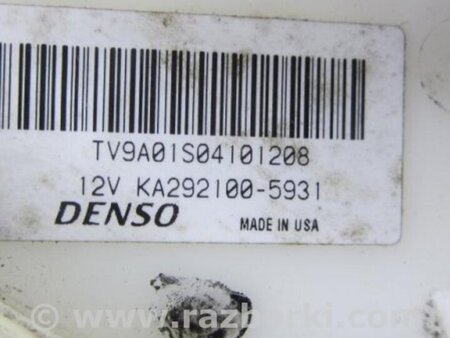 TV9A01S04101208
12V KA292100-5931
DENSO MADE IN USA
© www.razborki.com